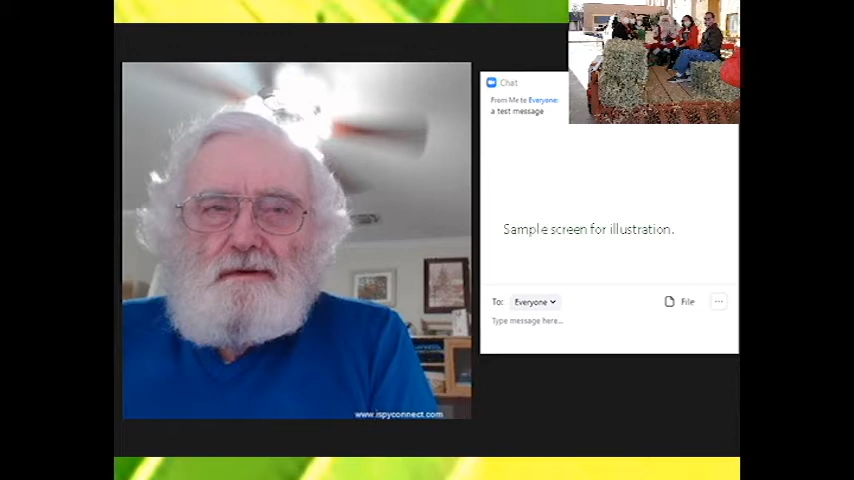 Chat
From Me to Everyone:
a test message
Sample screen for illustration.
To: Everyone File ...
Type message here...
www.ispyconnect.com